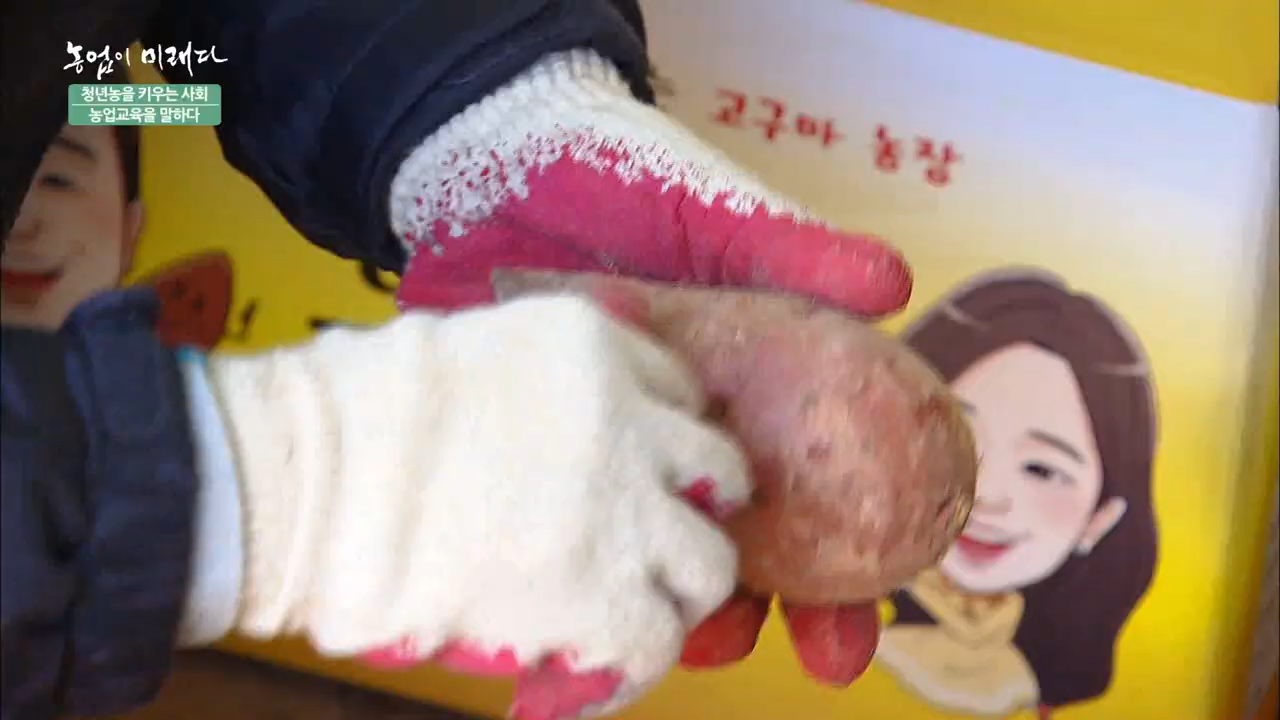 농업이 미래다
청년농을 키우는 사회
농업교육을 말하다
고구마 농장